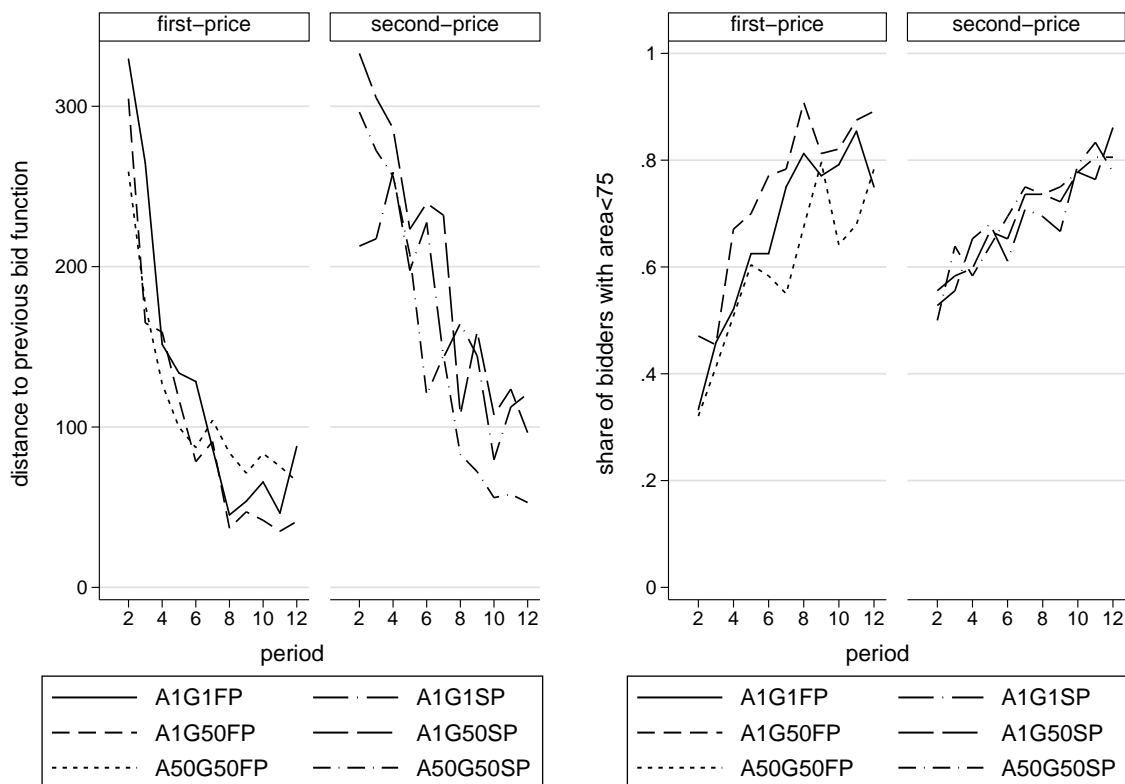 first−price
second−price
distance to previous bid function
300
200
100
0
2 4 6 8 10 12
2 4 6 8 10 12
period
A1G1FP
A1G1SP
A1G50FP
A1G50SP
A50G50FP
A50G50SP
first−price
second−price
share of bidders with area<75
1
.8
.6
.4
.2
0
2 4 6 8 10 12
2 4 6 8 10 12
period
A1G1FP
A1G1SP
A1G50FP
A1G50SP
A50G50FP
A50G50SP